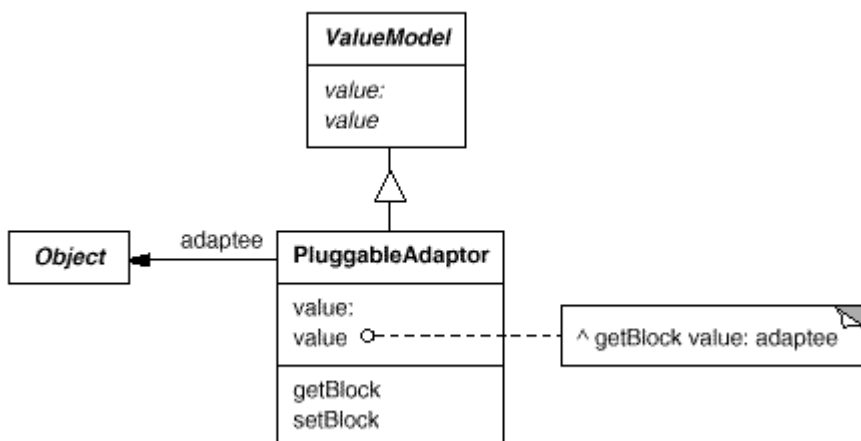 ValueModel
value:
value
adaptee
Object
PluggableAdaptor
value:
value
^ getBlock value: adaptee
getBlock
setBlock